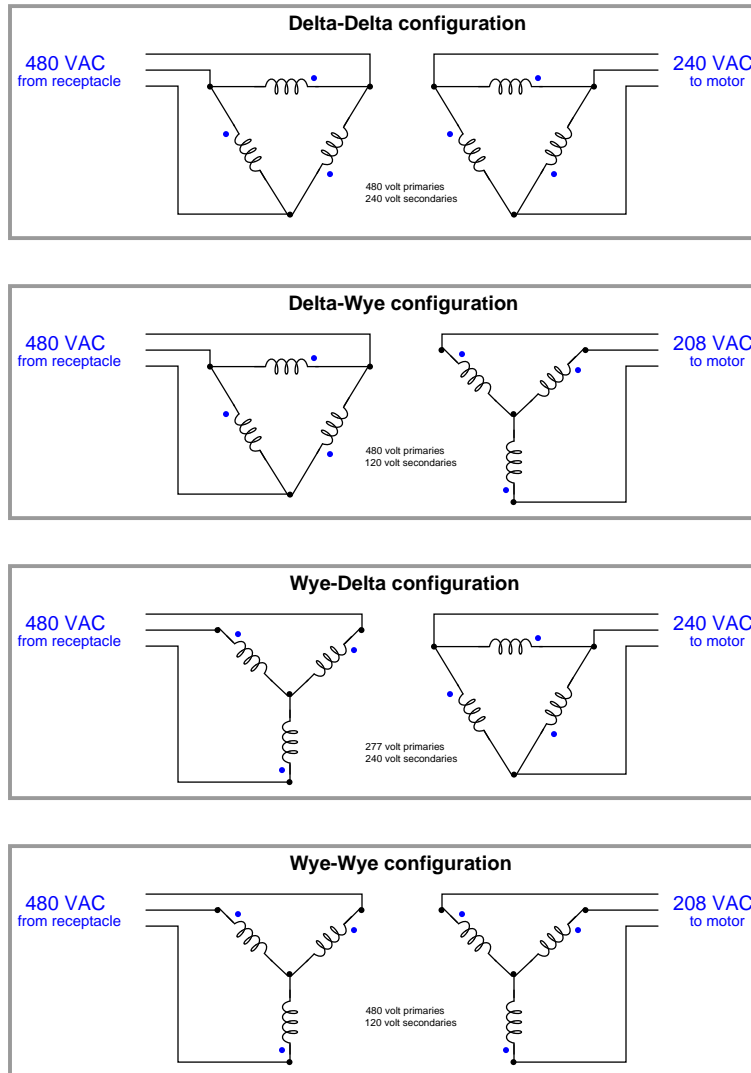 Delta-Delta configuration
480 VAC
from receptacle
240 VAC
to motor
480 volt primaries
240 volt secondaries
Delta-Wye configuration
480 VAC
from receptacle
208 VAC
to motor
480 volt primaries
120 volt secondaries
Wye-Delta configuration
480 VAC
from receptacle
240 VAC
to motor
277 volt primaries
240 volt secondaries
Wye-Wye configuration
480 VAC
from receptacle
208 VAC
to motor
480 volt primaries
120 volt secondaries